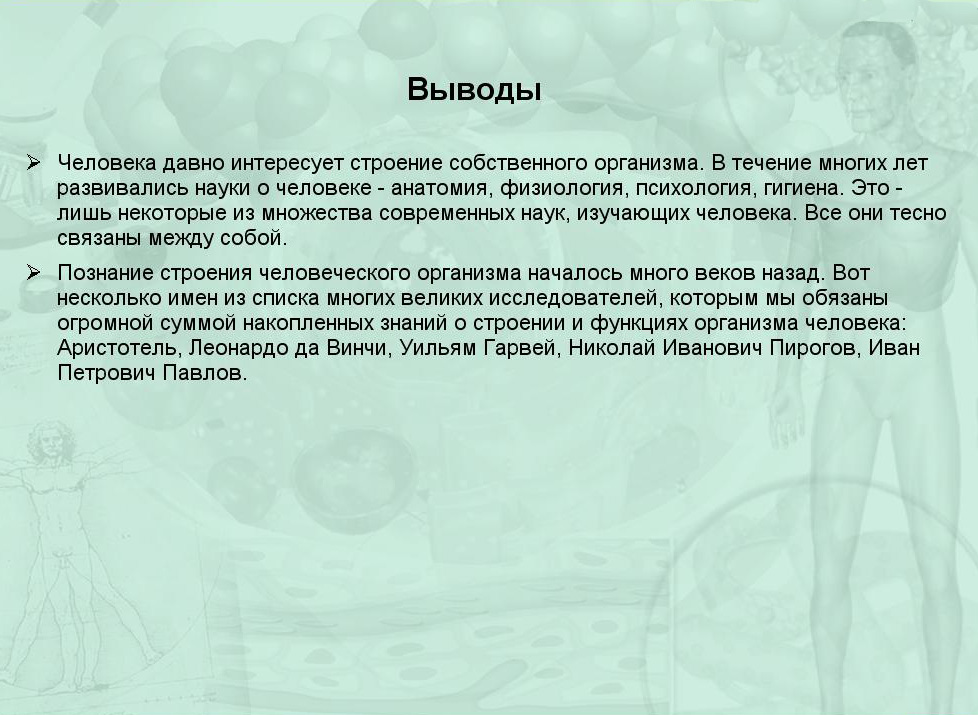 Выводы
Человека давно интересует строение собственного организма. В течение многих лет
развивались науки о человеке - анатомия, физиология, психология, гигиена. Это -
лишь некоторые из множества современных наук, изучающих человека. Все они тесно
связаны между собой.
Познание строения человеческого организма началось много веков назад. Вот
несколько имен из списка многих великих исследователей, которым мы обязаны
огромной суммой накопленных знаний о строении и функциях организма человека:
Аристотель, Леонардо да Винчи, Уильям Гарвей, Николай Иванович Пирогов, Иван
Петрович Павлов.